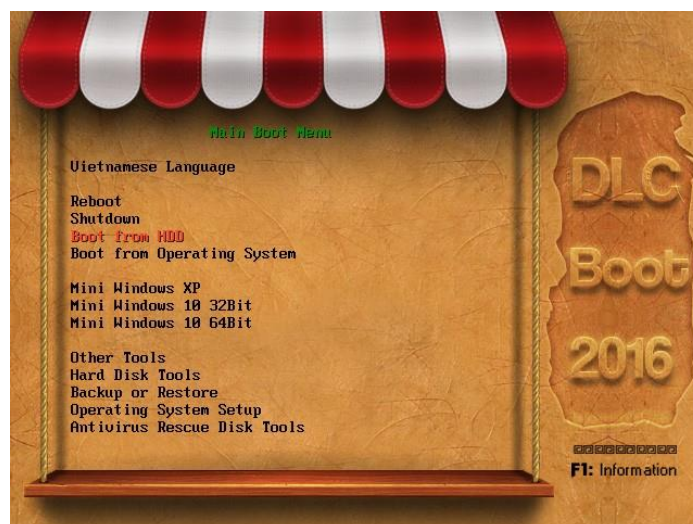 Main Boot Menu
Vietnamese Language
Reboot
Shutdown
Boot from HDD
Boot from Operating System
Mini Windows XP
Mini Windows 10 32Bit
Mini Windows 10 64Bit
Other Tools
Hard Disk Tools
Backup or Restore
Operating System Setup
Antivirus Rescue Disk Tools
DLC
Boot
2016
F1: Information